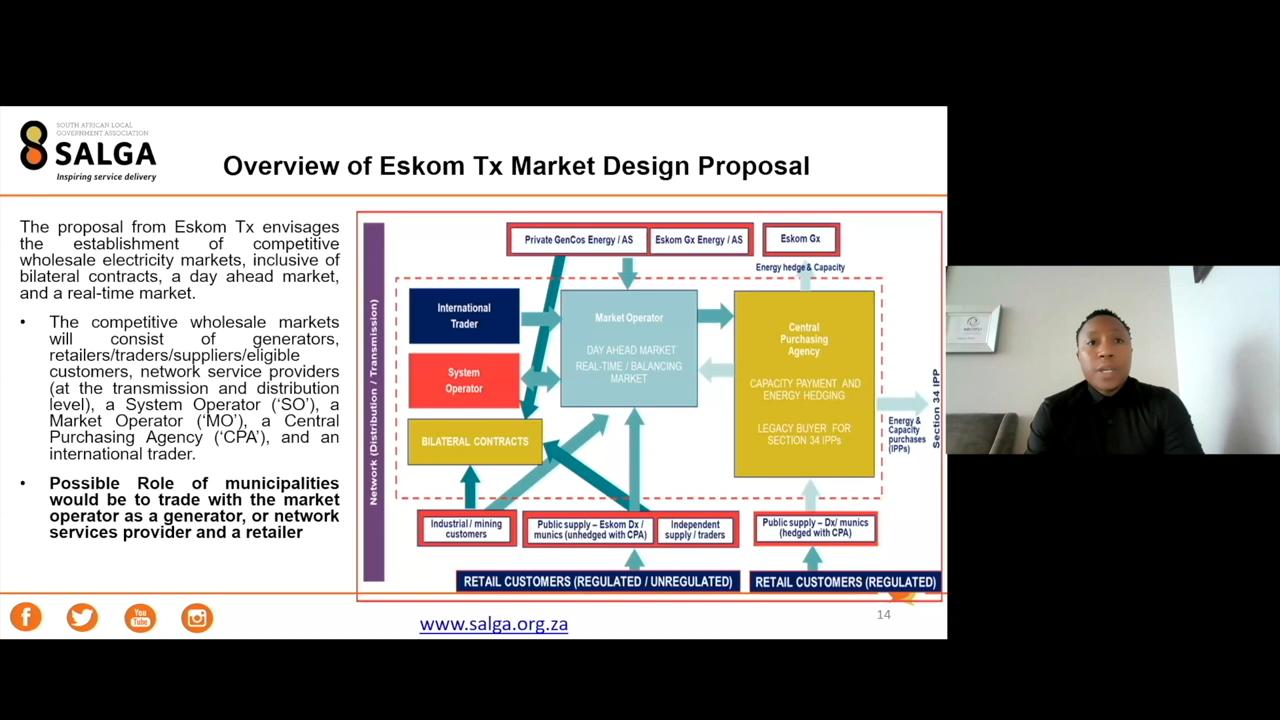 SOUTH AFRICAN LOCAL
GOVERNMENT ASSOCIATION
SALGA
Inspiring service delivery
Overview of Eskom Tx Market Design Proposal
The proposal from Eskom Tx envisages
the establishment of competitive
wholesale electricity markets, inclusive of
bilateral contracts, a day ahead market,
and a real-time market.
• The competitive wholesale markets
will consist of generators,
retailers/traders/suppliers/eligible
customers, network service providers
(at the transmission and distribution
level), a System Operator (‘SO’), a
Market Operator (‘MO’), a Central
Purchasing Agency (‘CPA’), and an
international trader.
• Possible Role of municipalities
would be to trade with the market
operator as a generator, or network
services provider and a retailer
Network (Distribution / Transmission)
Private GenCos Energy / AS
Eskom Gx Energy / AS
Eskom Gx
Energy hedge & Capacity
International
Trader
System
Operator
BILATERAL CONTRACTS
Market Operator
DAY AHEAD MARKET
REAL-TIME / BALANCING
MARKET
Central
Purchasing
Agency
CAPACITY PAYMENT AND
ENERGY HEDGING
LEGACY BUYER FOR
SECTION 34 IPPs
Energy &
Capacity
purchases
(IPPs)
Section 34 IPP
Industrial / mining
customers
Public supply – Eskom Dx /
munics (unhedged with CPA)
Independent
supply / traders
Public supply – Dx/ munics
(hedged with CPA)
RETAIL CUSTOMERS (REGULATED / UNREGULATED)
RETAIL CUSTOMERS (REGULATED)
You
Tube
www.salga.org.za
14